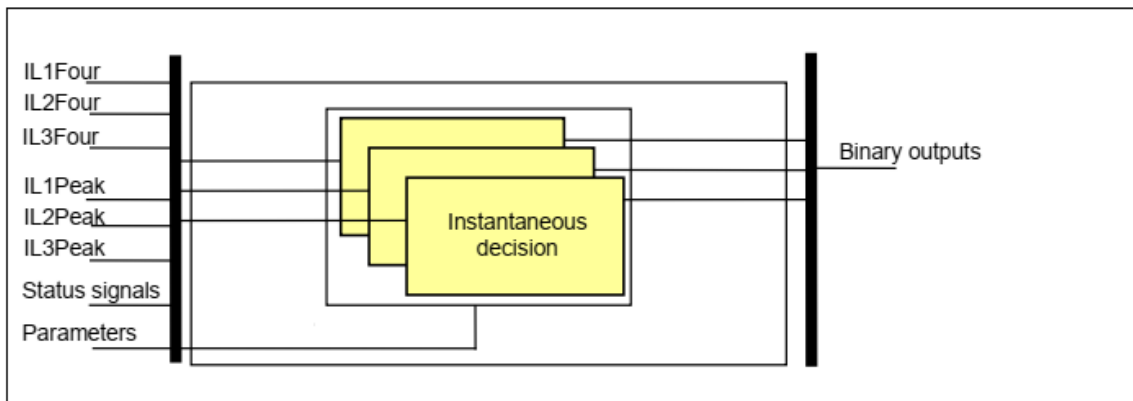 IL1Four
IL2Four
IL3Four
IL1Peak
IL2Peak
IL3Peak
Status signals
Parameters
Instantaneous
decision
Binary outputs